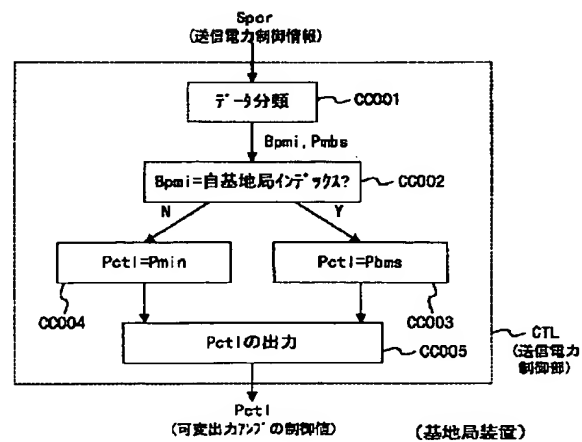 Spcr
(送信電力制御情報)
データ分類
CC001
Bpmi, Pmbs
Bpmi=自基地局インデックス?
CC002
N
Y
Pctl=Pmin
Pctl=Pbms
CC004
CC003
Pctlの出力
CC005
CTL
(送信電力
制御部)
Pctl
(可変出力アンプの制御値)
(基地局装置)